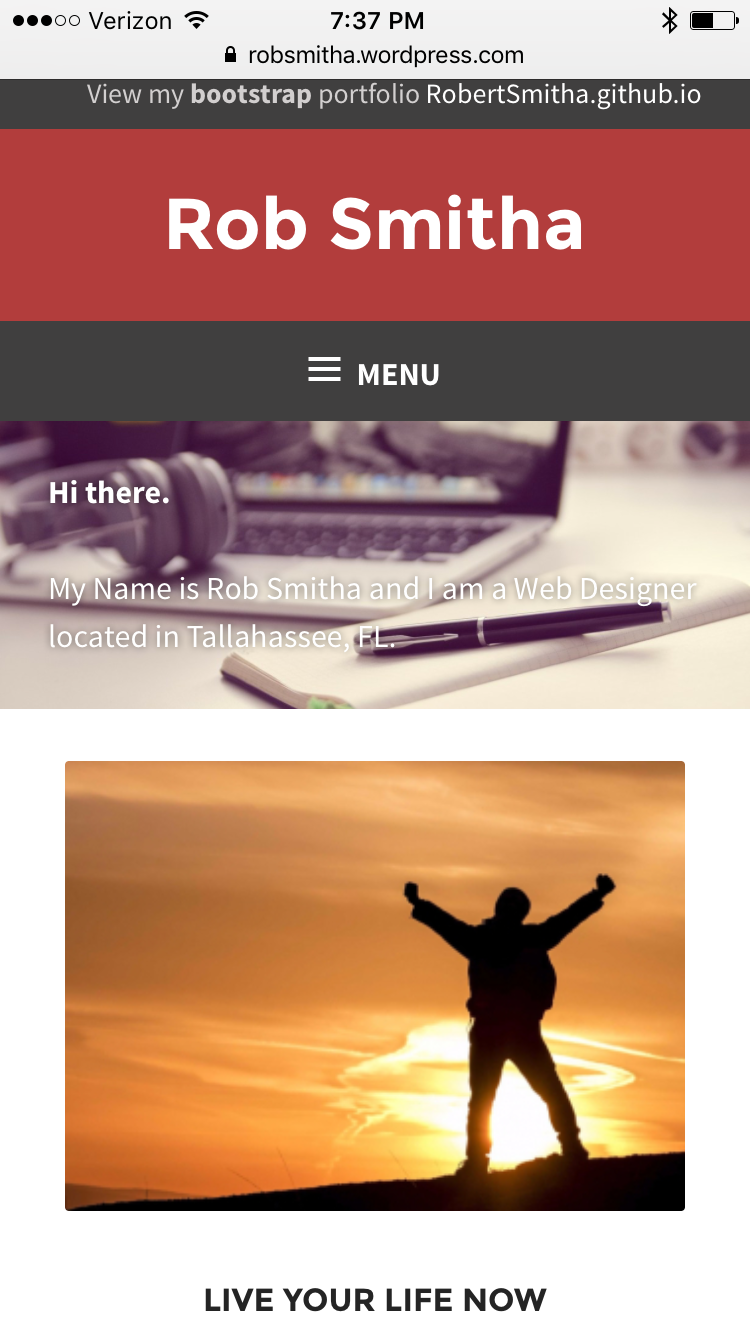 Verizon 7:37 PM
robsmitha.wordpress.com
View my bootstrap portfolio RobertSmitha.github.io
Rob Smitha
MENU
Hi there.
My Name is Rob Smitha and I am a Web Designer
located in Tallahassee, FL.
LIVE YOUR LIFE NOW